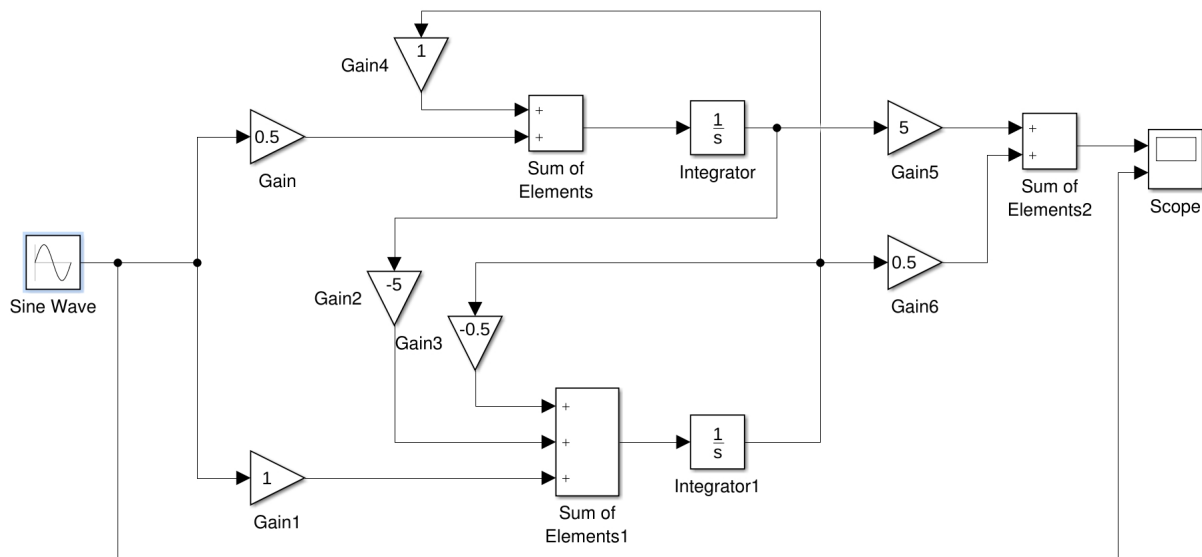 1
Gain4
+
+
Sum of
Elements
1
s
Integrator
5
Gain5
+
+
Sum of
Elements2
Scope
0.5
Gain
Sine Wave
-5
Gain2
-0.5
Gain3
0.5
Gain6
+
+
+
Sum of
Elements1
1
s
Integrator1
1
Gain1